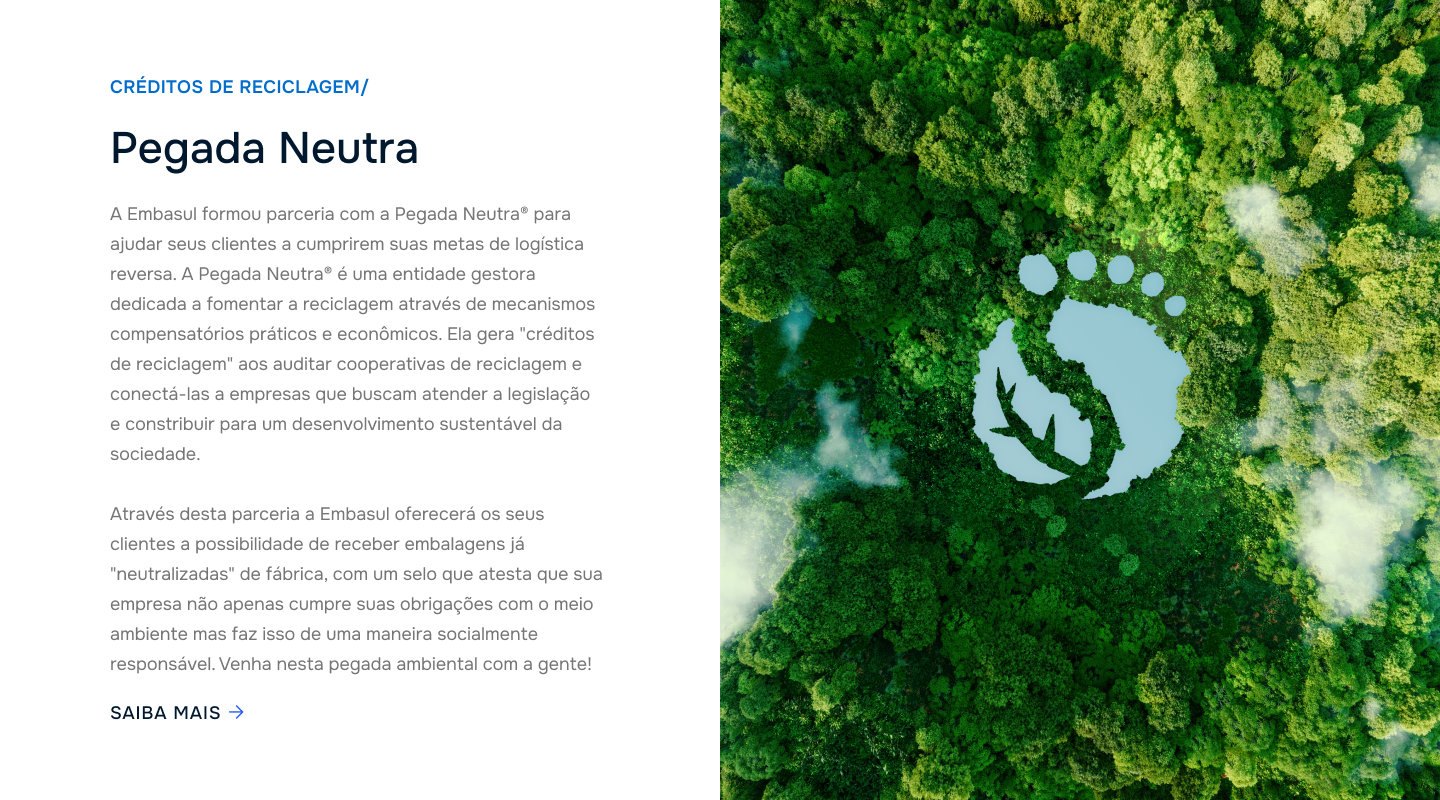 CRÉDITOS DE RECICLAGEM/
Pegada Neutra
A Embasul formou parceria com a Pegada Neutra® para
ajudar seus clientes a cumprirem suas metas de logística
reversa. A Pegada Neutra® é uma entidade gestora
dedicada a fomentar a reciclagem através de mecanismos
compensatórios práticos e econômicos. Ela gera "créditos
de reciclagem" aos auditar cooperativas de reciclagem e
conectá-las a empresas que buscam atender a legislação
e constribuir para um desenvolvimento sustentável da
sociedade.
Através desta parceria a Embasul oferecerá os seus
clientes a possibilidade de receber embalagens já
"neutralizadas" de fábrica, com um selo que atesta que sua
empresa não apenas cumpre suas obrigações com o meio
ambiente mas faz isso de uma maneira socialmente
responsável. Venha nesta pegada ambiental com a gente!
SAIBA MAIS →